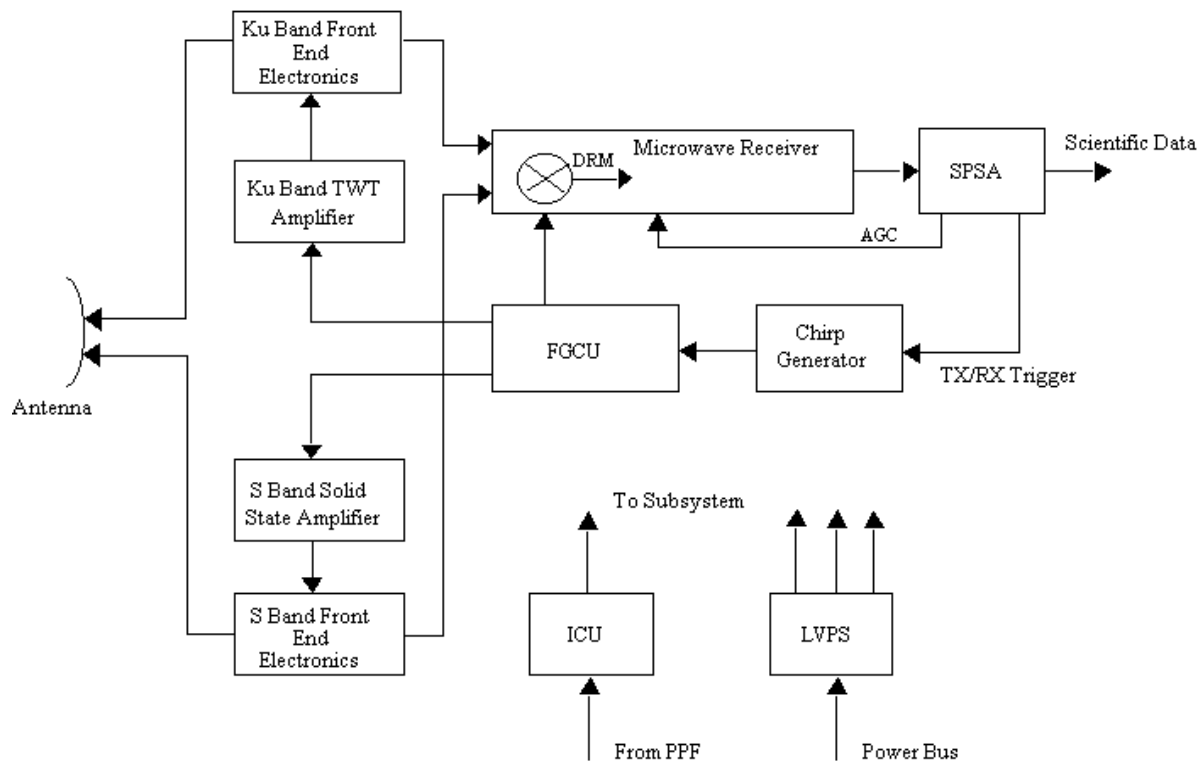 Ku Band Front
End
Electronics
Ku Band TWT
Amplifier
Microwave Receiver
DRM
SPSA
Scientific Data
AGC
FGCU
Chirp
Generator
TX/RX Trigger
Antenna
S Band Solid
State Amplifier
To Subsystem
S Band Front
End
Electronics
ICU
LVPS
From PPF
Power Bus